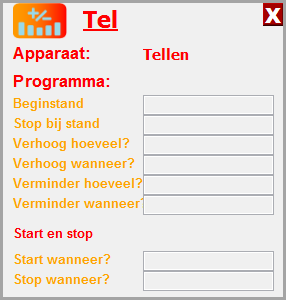 +/-
Tel
X
Apparaat: Tellen
Programma:
Beginstand
Stop bij stand
Verhoog hoeveel?
Verhoog wanneer?
Verminder hoeveel?
Verminder wanneer?
Start en stop
Start wanneer?
Stop wanneer?